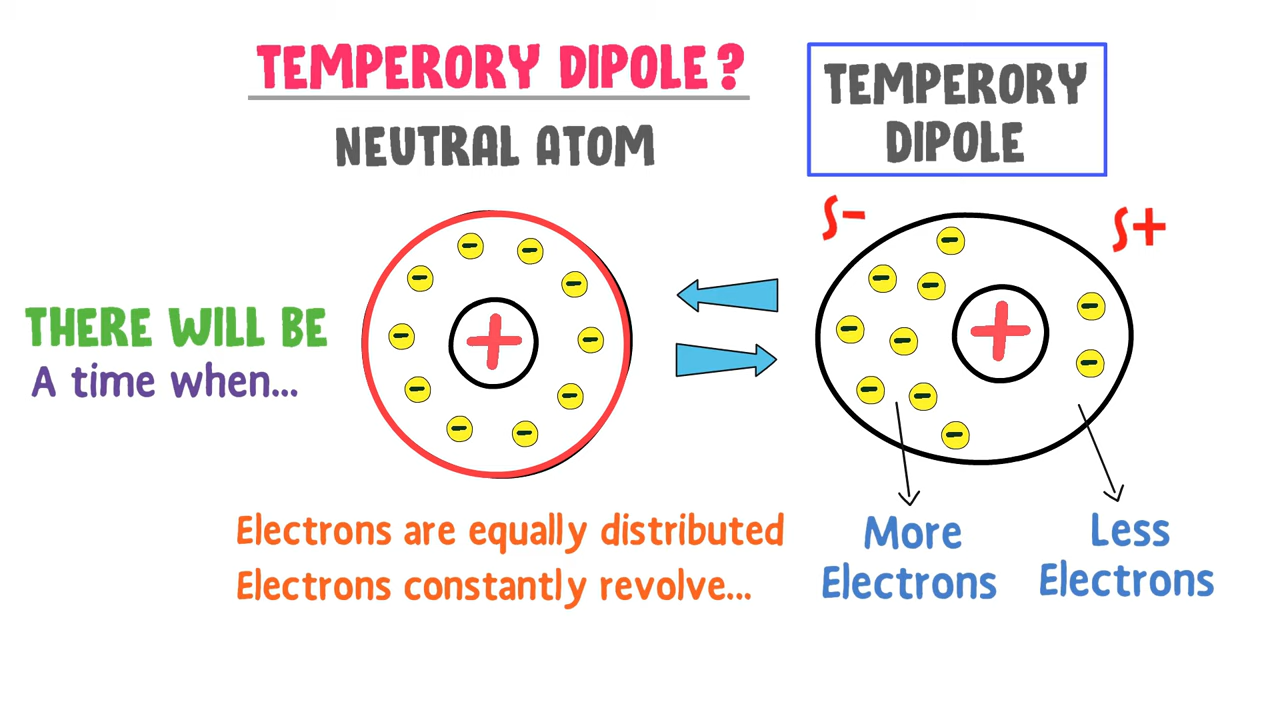 TEMPERORY DIPOLE?
NEUTRAL ATOM
TEMPERORY
DIPOLE
THERE WILL BE
A time when...
S-
S+
Electrons are equally distributed
Electrons constantly revolve...
More
Electrons
Less
Electrons